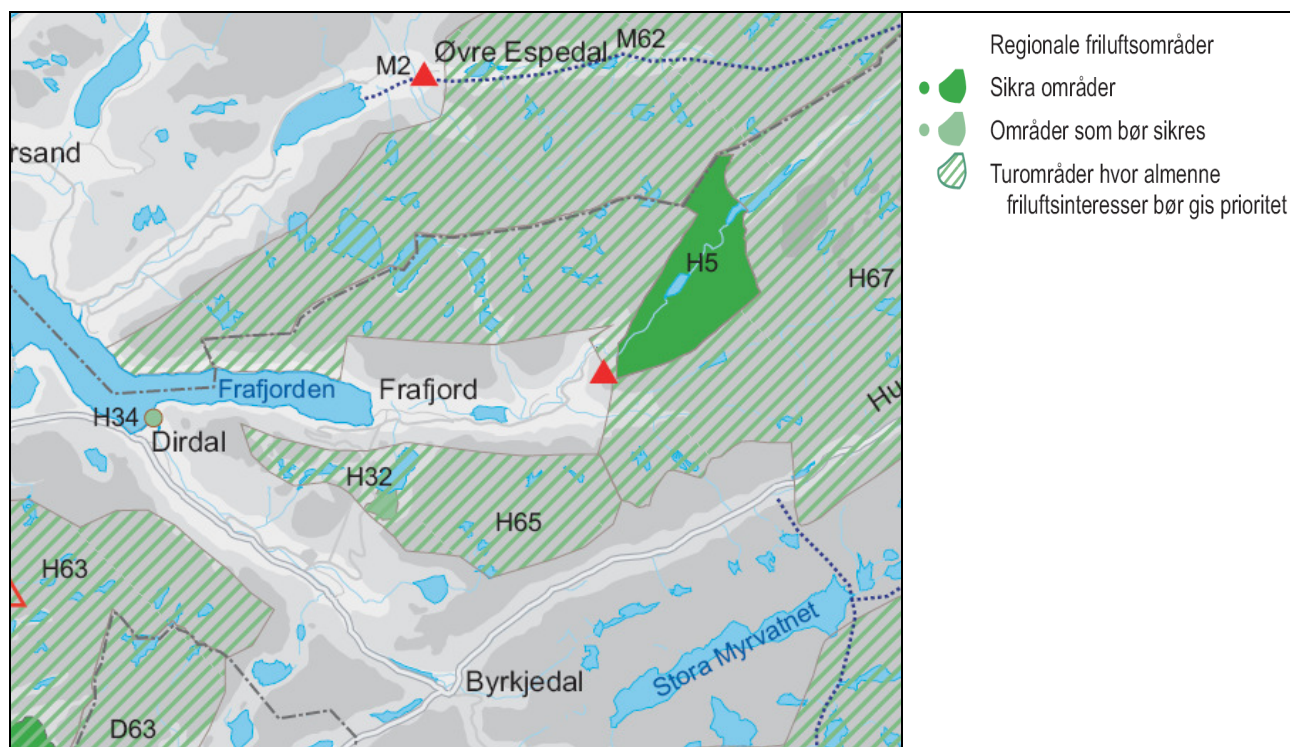 Øvre Espedal
M62
M2
rsand
H5
H67
Frafjorden
Frafjord
Hu
H34
Dirdal
H32
H65
H63
Stora Myrvatnet
Byrkjedal
D63
Regionale friluftsområder
Sikra områder
Områder som bør sikres
Turområder hvor almenne
friluftsinteresser bør gis prioritet